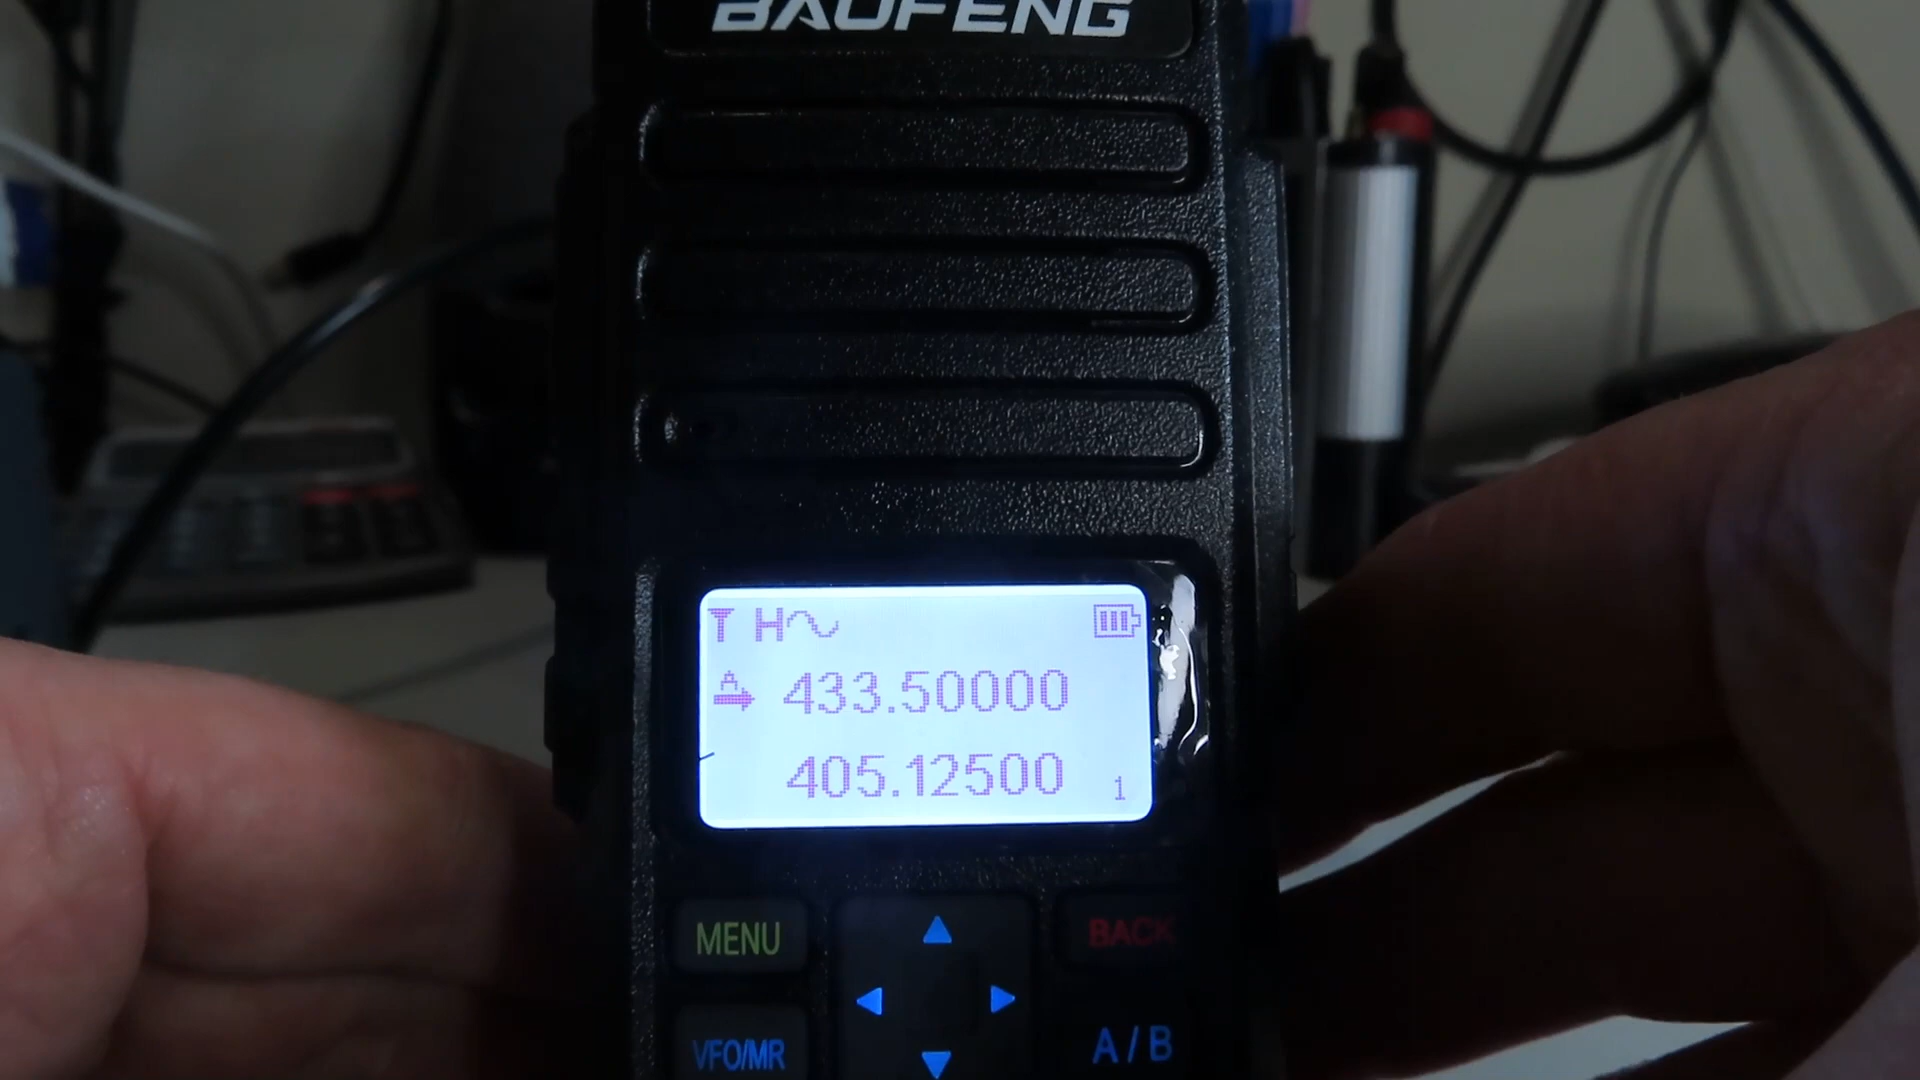 BAOFENG
H
A 433.50000
405.12500 1
MENU
BACK
VFO/MR
A / B